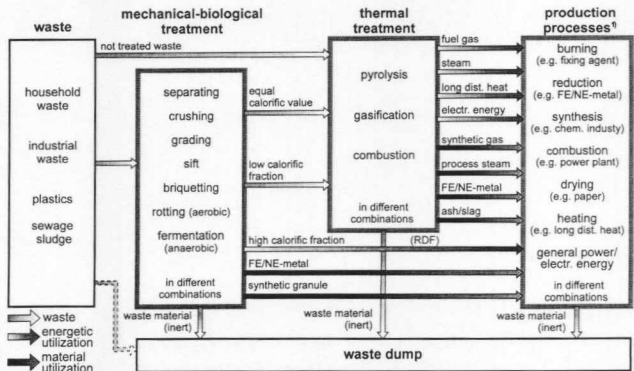 waste
mechanical-biological
treatment
thermal
treatment
production
processes¹⁾
household
waste
industrial
waste
plastics
sewage
sludge
not treated waste
separating
crushing
grading
sift
briquetting
rotting (aerobic)
fermentation
(anaerobic)
in different
combinations
equal
calorific value
low calorific
fraction
high calorific fraction
(RDF)
FE/NE-metal
synthetic granule
pyrolysis
gasification
combustion
in different
combinations
fuel gas
steam
long dist. heat
electr. energy
synthetic gas
process steam
FE/NE-metal
ash/slag
burning
(e.g. fixing agent)
reduction
(e.g. FE/NE-metal)
synthesis
(e.g. chem. industy)
combustion
(e.g. power plant)
drying
(e.g. paper)
heating
(e.g. long dist. heat)
general power/
electr. energy
in different
combinations
waste material
(inert)
waste material
(inert)
waste material
(inert)
waste dump
waste
energetic
utilization
material
utilization